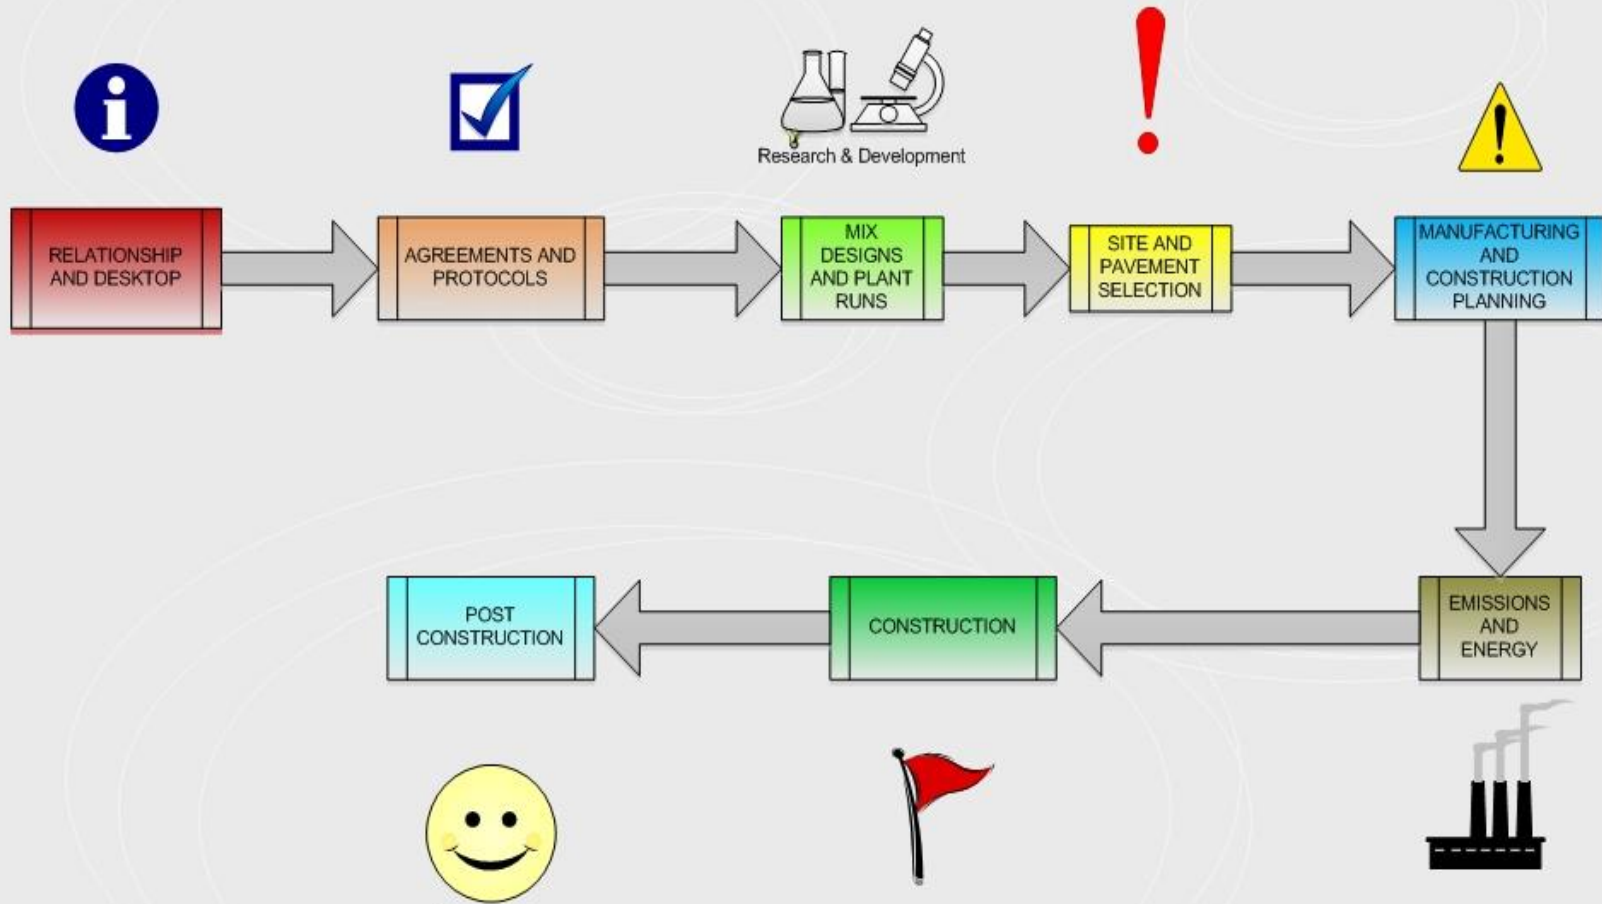 Research & Development
RELATIONSHIP
AND DESKTOP
AGREEMENTS AND
PROTOCOLS
MIX
DESIGNS
AND PLANT
RUNS
SITE AND
PAVEMENT
SELECTION
MANUFACTURING
AND
CONSTRUCTION
PLANNING
POST
CONSTRUCTION
CONSTRUCTION
EMISSIONS
AND
ENERGY